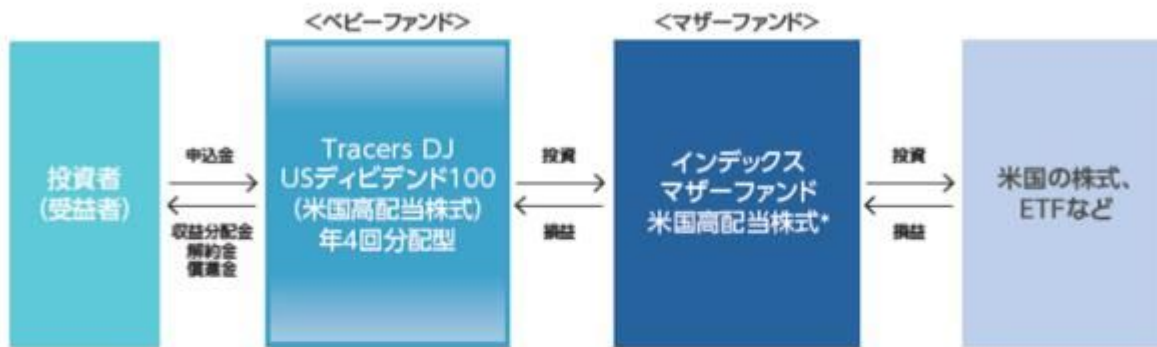 <ベビーファンド>
<マザーファンド>
投資者
(受益者)
申込金
収益分配金
解約金
償還金
Tracers DJ
USディビデンド100
(米国高配当株式)
年4回分配型
投資
損益
インデックス
マザーファンド
米国高配当株式*
投資
損益
米国の株式、
ETFなど